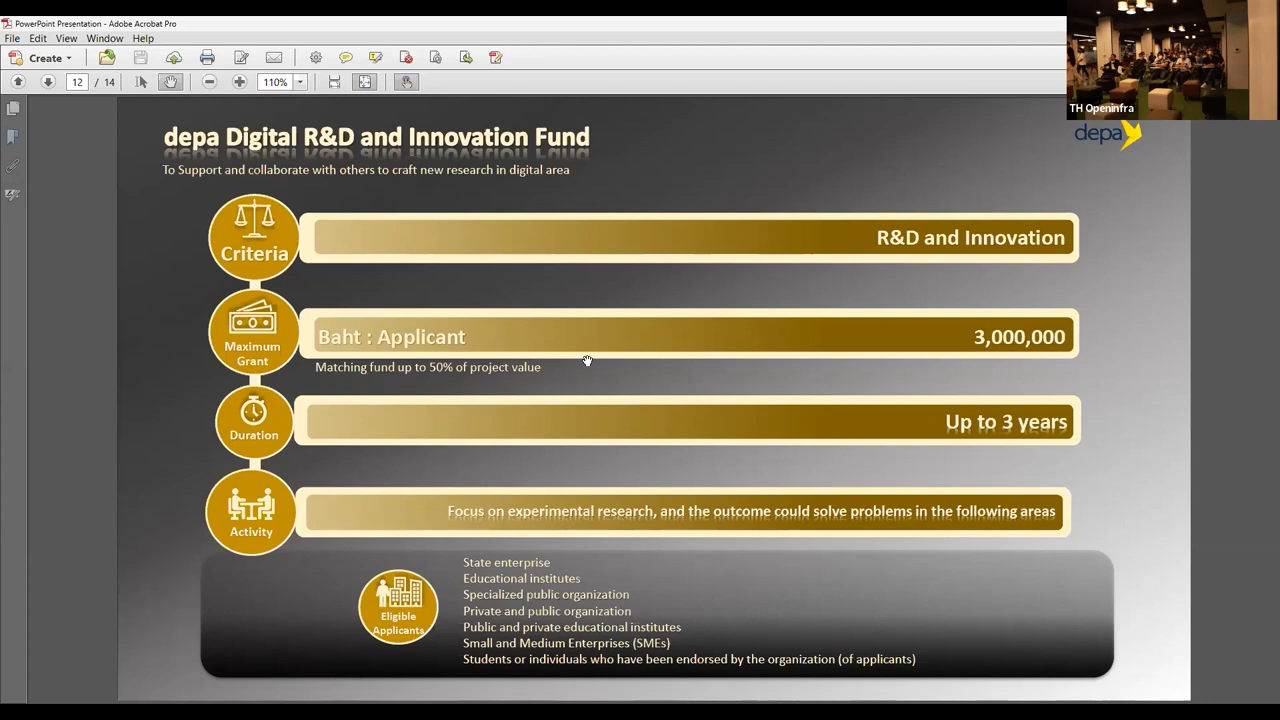 PowerPoint Presentation - Adobe Acrobat Pro
File Edit View Window Help
Create
12 / 14
110%
TH Openinfra
depa
depa Digital R&D and Innovation Fund
To Support and collaborate with others to craft new research in digital area
Criteria
R&D and Innovation
Maximum
Grant
Baht : Applicant
3,000,000
Matching fund up to 50% of project value
Duration
Up to 3 years
Activity
Focus on experimental research, and the outcome could solve problems in the following areas
Eligible
Applicants
State enterprise
Educational institutes
Specialized public organization
Private and public organization
Public and private educational institutes
Small and Medium Enterprises (SMEs)
Students or individuals who have been endorsed by the organization (of applicants)